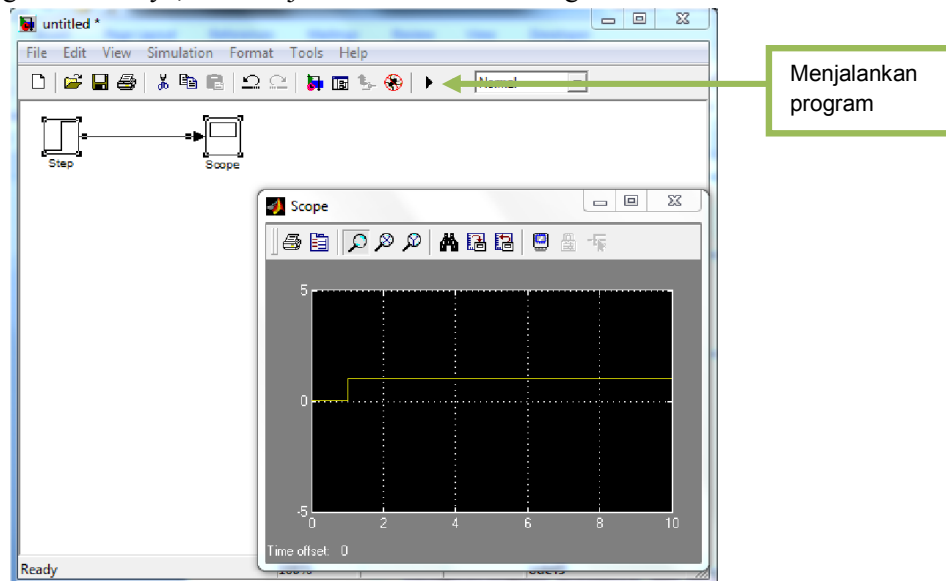 untitled *
File Edit View Simulation Format Tools Help
Normal
Menjalankan
program
Step
Scope
Scope
5
0
-5
0 2 4 6 8 10
Time offset: 0
Ready